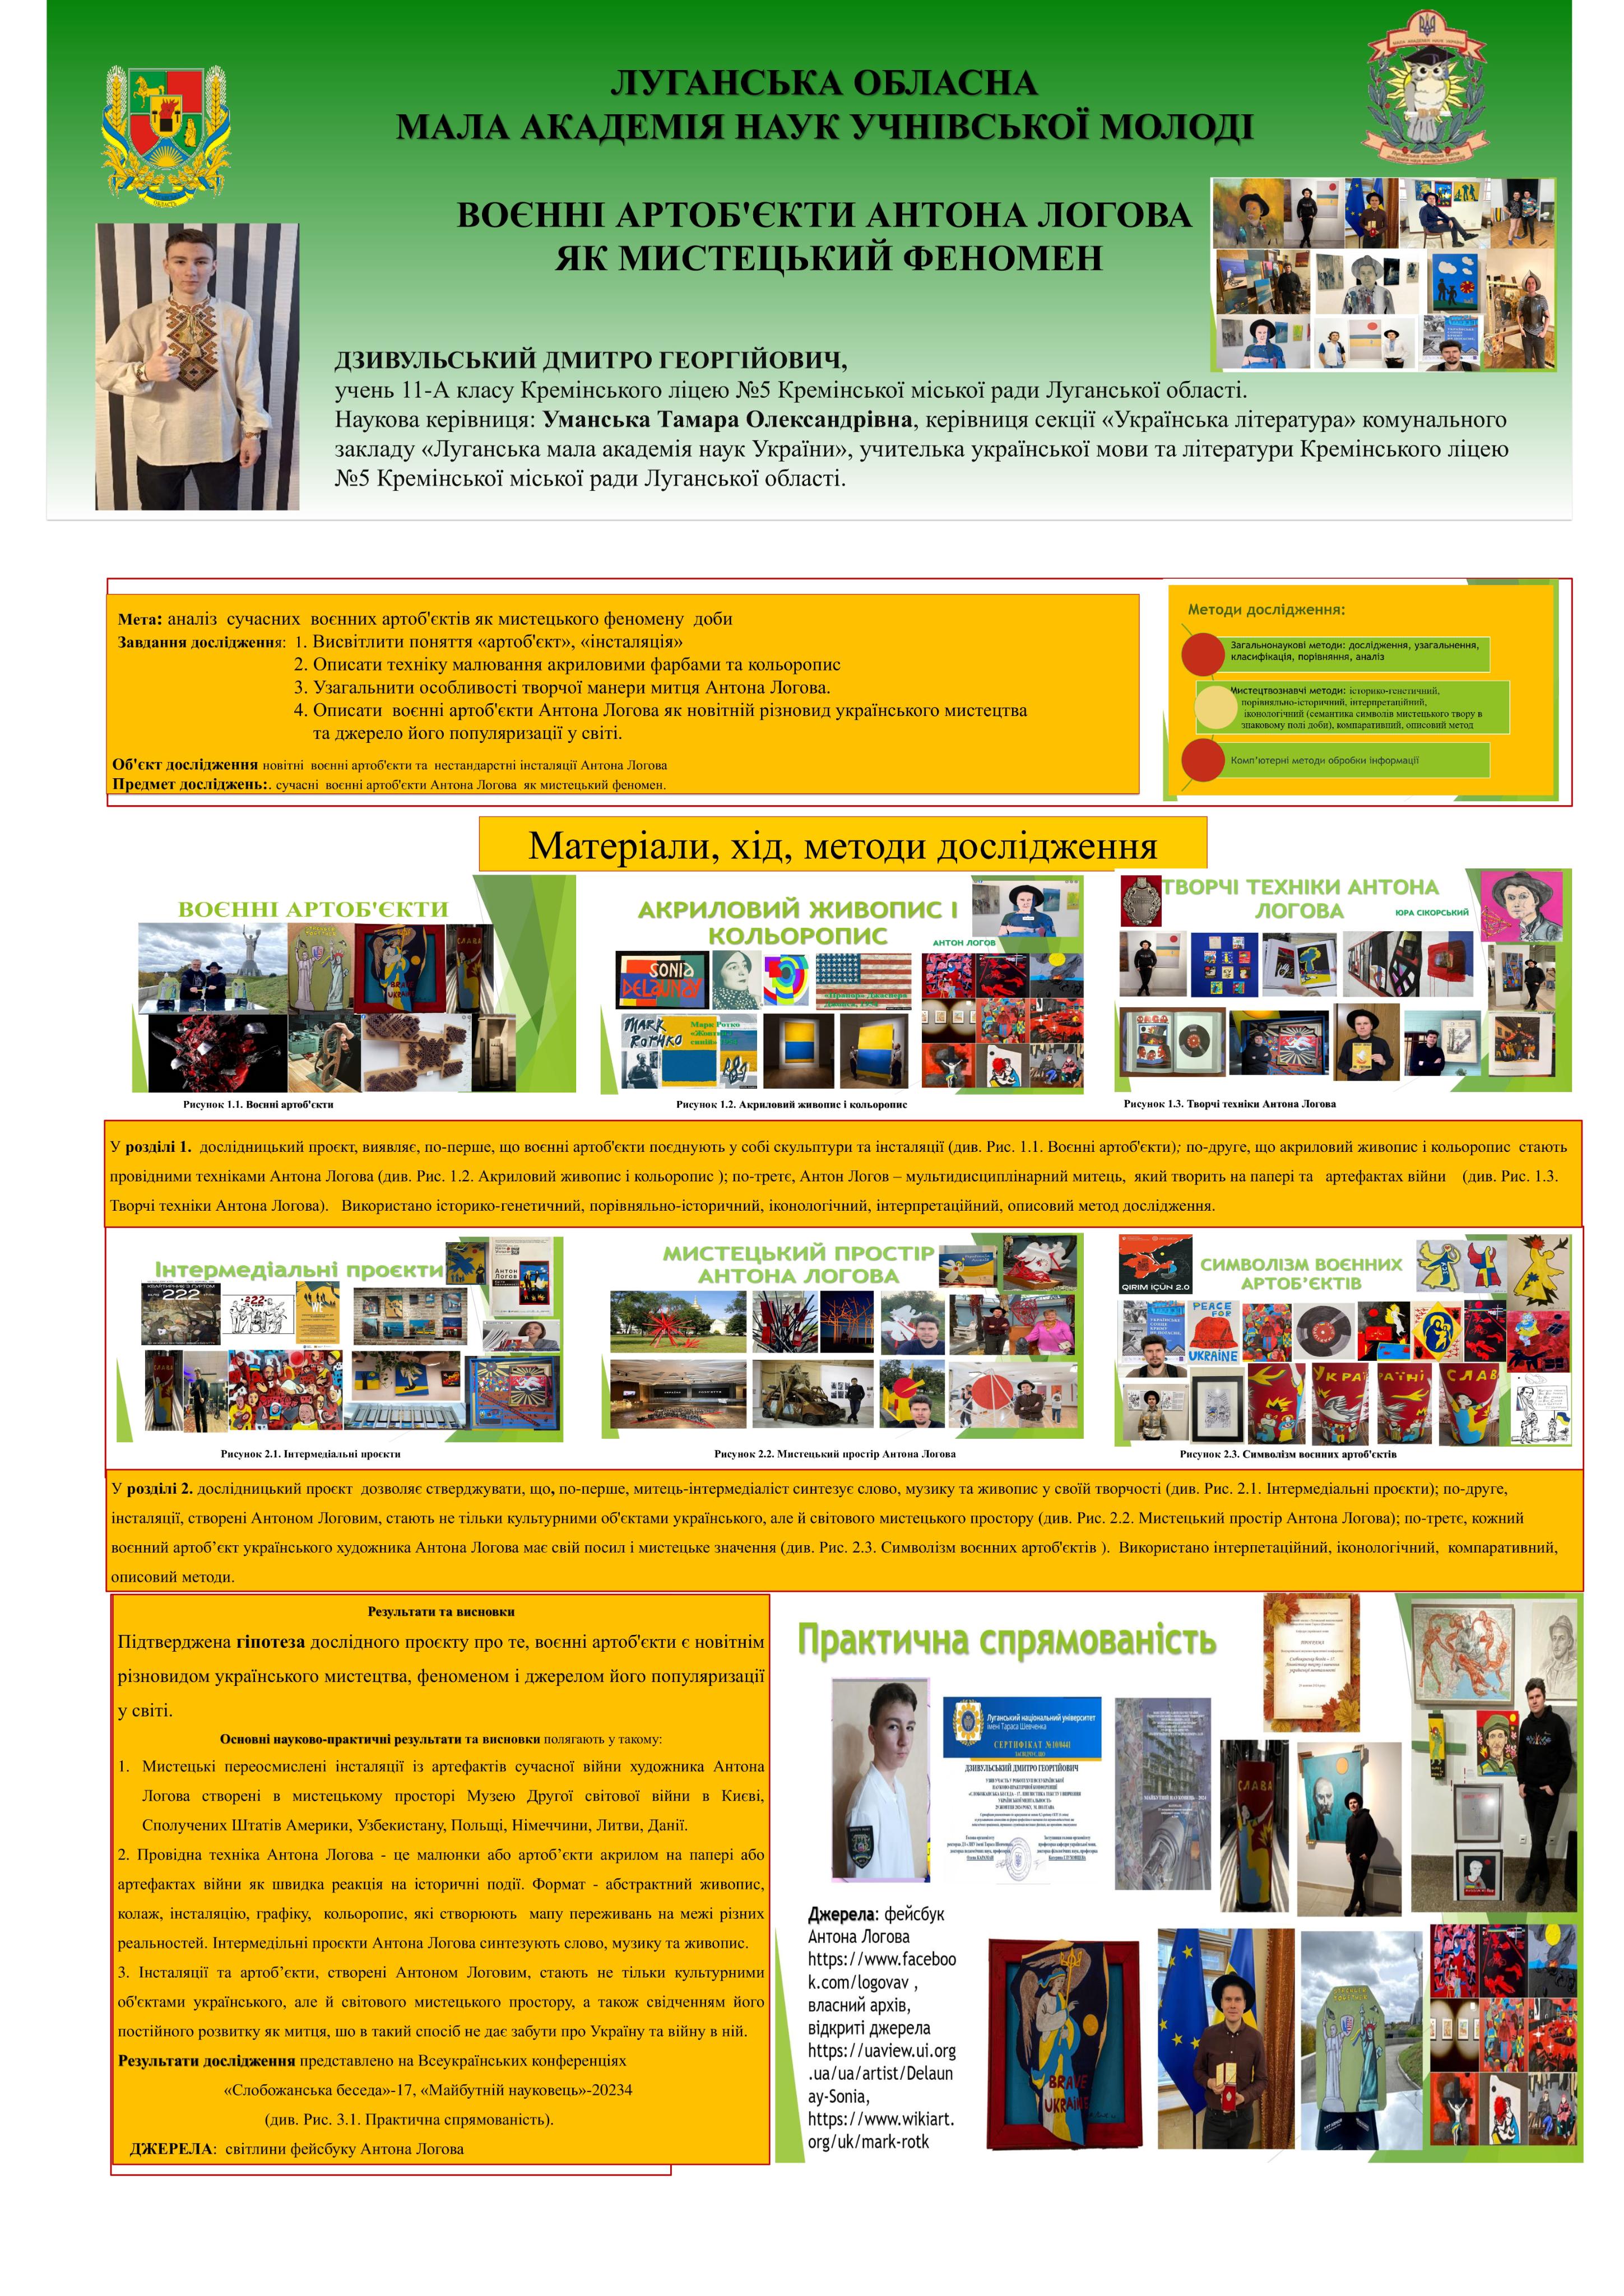 ЛУГАНСЬКА ОБЛАСНА
МАЛА АКАДЕМІЯ НАУК УЧНІВСЬКОЇ МОЛОДІ
ВОЄННІ АРТОБ'ЄКТИ АНТОНА ЛОГОВА
ЯК МИСТЕЦЬКИЙ ФЕНОМЕН
ДЗИВУЛЬСЬКИЙ ДМИТРО ГЕОРГІЙОВИЧ,
учень 11-А класу Кремінського ліцею №5 Кремінської міської ради Луганської області.
Наукова керівниця: Уманська Тамара Олександрівна, керівниця секції «Українська література» комунального
закладу «Луганська мала академія наук України», учителька української мови та літератури Кремінського ліцею
№5 Кремінської міської ради Луганської області.
Мета: аналіз сучасних воєнних артоб'єктів як мистецького феномену доби
Завдання дослідження: 1. Висвітлити поняття «артоб'єкт», «інсталяція»
2. Описати техніку малювання акриловими фарбами та кольоропис
3. Узагальнити особливості творчої манери митця Антона Логова.
4. Описати воєнні артоб'єкти Антона Логова як новітній різновид українського мистецтва
та джерело його популяризації у світі.
Об'єкт дослідження новітні воєнні артоб'єкти та нестандартні інсталяції Антона Логова
Предмет досліджень:. сучасні воєнні артоб'єкти Антона Логова як мистецький феномен.
Методи дослідження:
Загальнонаукові методи: дослідження, узагальнення,
класифікація, порівняння, аналіз
Мистецтвознавчі методи: історико-генетичний,
порівняльно-історичний, інтерпретаційний,
іконологічний (семантика символів мистецького твору в
знаковому полі доби), компаративний, описовий метод
Комп'ютерні методи обробки інформації
Матеріали, хід, методи дослідження
ВОЄННІ АРТОБ'ЄКТИ
СЛАВА
BRAVE
UKRAINE
Рисунок 1.1. Воєнні артоб'єкти
АКРИЛОВИЙ ЖИВОПИС І
КОЛЬОРОПИС
АНТОН ЛОГОВ
SONIA
DELAUNAY
MARK
ROTHKO
Марк Ротко
Рисунок 1.2. Акриловий живопис і кольоропис
ТВОРЧІ ТЕХНІКИ АНТОНА
ЛОГОВА
ЮРА СІКОРСЬКИЙ
Рисунок 1.3. Творчі техніки Антона Логова
У розділі 1. дослідницький проєкт, виявляє, по-перше, що воєнні артоб'єкти поєднують у собі скульптури та інсталяції (див. Рис. 1.1. Воєнні артоб'єкти); по-друге, що акриловий живопис і кольоропис стають
провідними техніками Антона Логова (див. Рис. 1.2. Акриловий живопис і кольоропис ); по-третє, Антон Логов – мультидисциплінарний митець, який творить на папері та артефактах війни (див. Рис. 1.3.
Творчі техніки Антона Логова). Використано історико-генетичний, порівняльно-історичний, іконологічний, інтерпретаційний, описовий метод дослідження.
Інтермедіальні проєкти
222
222
Антон
Логов
WE
СЛАВА
Рисунок 2.1. Інтермедіальні проєкти
МИСТЕЦЬКИЙ ПРОСТІР
АНТОНА ЛОГОВА
Рисунок 2.2. Мистецький простір Антона Логова
СИМВОЛІЗМ ВОЄННИХ
АРТОБ'ЄКТІВ
QIRIM İÇÜN 2.0
PEACE
FOR
UKRAINE
УКРАЇНІ
РАЇНІ
СЛАВ
Рисунок 2.3. Символізм воєнних артоб'єктів
У розділі 2. дослідницький проєкт дозволяє стверджувати, що, по-перше, митець-інтермедіаліст синтезує слово, музику та живопис у своїй творчості (див. Рис. 2.1. Інтермедіальні проєкти); по-друге,
інсталяції, створені Антоном Логовим, стають не тільки культурними об'єктами українського, але й світового мистецького простору (див. Рис. 2.2. Мистецький простір Антона Логова); по-третє, кожний
воєнний артоб'єкт українського художника Антона Логова має свій посил і мистецьке значення (див. Рис. 2.3. Символізм воєнних артоб'єктів ). Використано інтерпетаційний, іконологічний, компаративний,
описовий методи.
Результати та висновки
Підтверджена гіпотеза дослідного проєкту про те, воєнні артоб'єкти є новітнім
різновидом українського мистецтва, феноменом і джерелом його популяризації
у світі.
Основні науково-практичні результати та висновки полягають у такому:
1. Мистецькі переосмислені інсталяції із артефактів сучасної війни художника Антона
Логова створені в мистецькому просторі Музею Другої світової війни в Києві,
Сполучених Штатів Америки, Узбекистану, Польщі, Німеччини, Литви, Данії.
2. Провідна техніка Антона Логова - це малюнки або артоб'єкти акрилом на папері або
артефактах війни як швидка реакція на історичні події. Формат - абстрактний живопис,
колаж, інсталяцію, графіку, кольоропис, які створюють мапу переживань на межі різних
реальностей. Інтермедільні проєкти Антона Логова синтезують слово, музику та живопис.
3. Інсталяції та артоб'єкти, створені Антоном Логовим, стають не тільки культурними
об'єктами українського, але й світового мистецького простору, а також свідченням його
постійного розвитку як митця, шо в такий спосіб не дає забути про Україну та війну в ній.
Результати дослідження представлено на Всеукраїнських конференціях
«Слобожанська беседа»-17, «Майбутній науковець»-20234
(див. Рис. 3.1. Практична спрямованість).
ДЖЕРЕЛА: світлини фейсбуку Антона Логова
Практична спрямованість
Луганський національний університет
імені Тараса Шевченка
СЕРТИФІКАТ №10/0441
ДЗИВУЛЬСЬКИЙ ДМИТРО ГЕОРГІЙОВИЧ
МАЙБУТНІЙ НАУКОВЕЦЬ – 2024
СЛАВА
Джерела: фейсбук
Антона Логова
https://www.faceboo
k.com/logovav ,
власний архів,
відкриті джерела
https://uaview.ui.org
.ua/ua/artist/Delaun
ay-Sonia,
https://www.wikiart.
org/uk/mark-rotk
BRAVE
UKRAINE